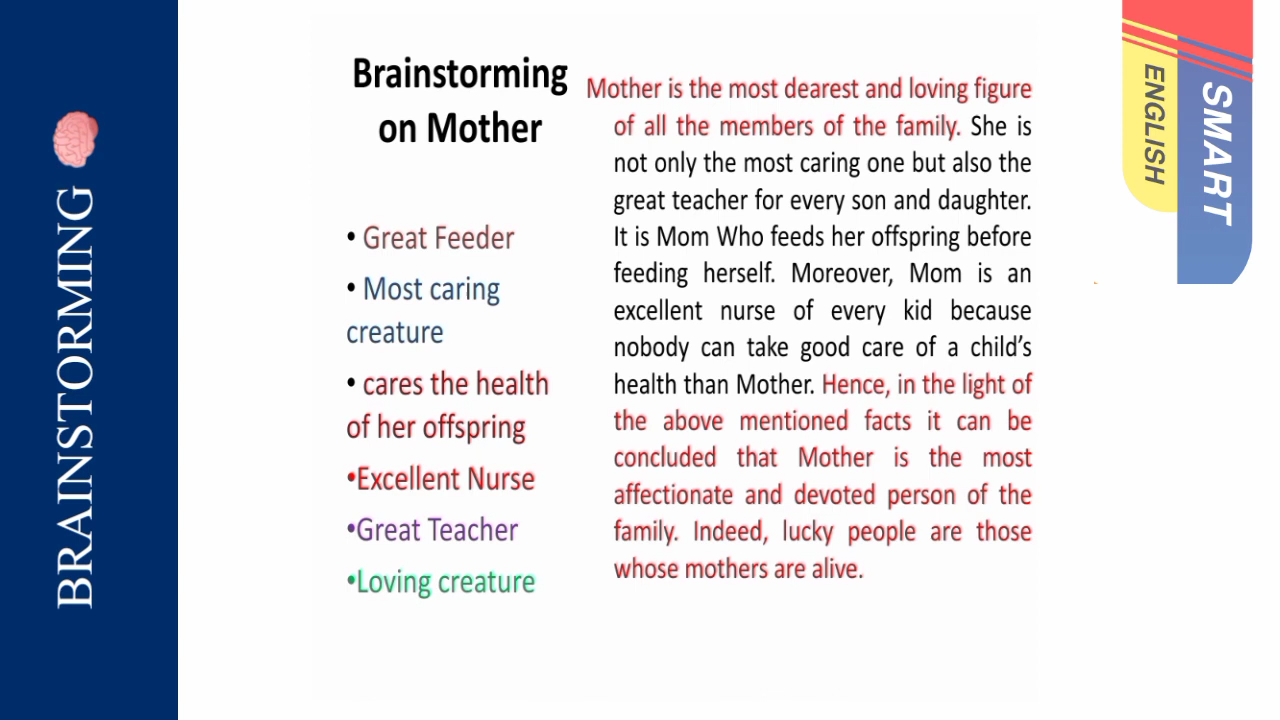 BRAINSTORMING
Brainstorming
on Mother
• Great Feeder
• Most caring
creature
• cares the health
of her offspring
•Excellent Nurse
•Great Teacher
•Loving creature
Mother is the most dearest and loving figure
of all the members of the family. She is
not only the most caring one but also the
great teacher for every son and daughter.
It is Mom Who feeds her offspring before
feeding herself. Moreover, Mom is an
excellent nurse of every kid because
nobody can take good care of a child’s
health than Mother. Hence, in the light of
the above mentioned facts it can be
concluded that Mother is the most
affectionate and devoted person of the
family. Indeed, lucky people are those
whose mothers are alive.
SMART
ENGLISH